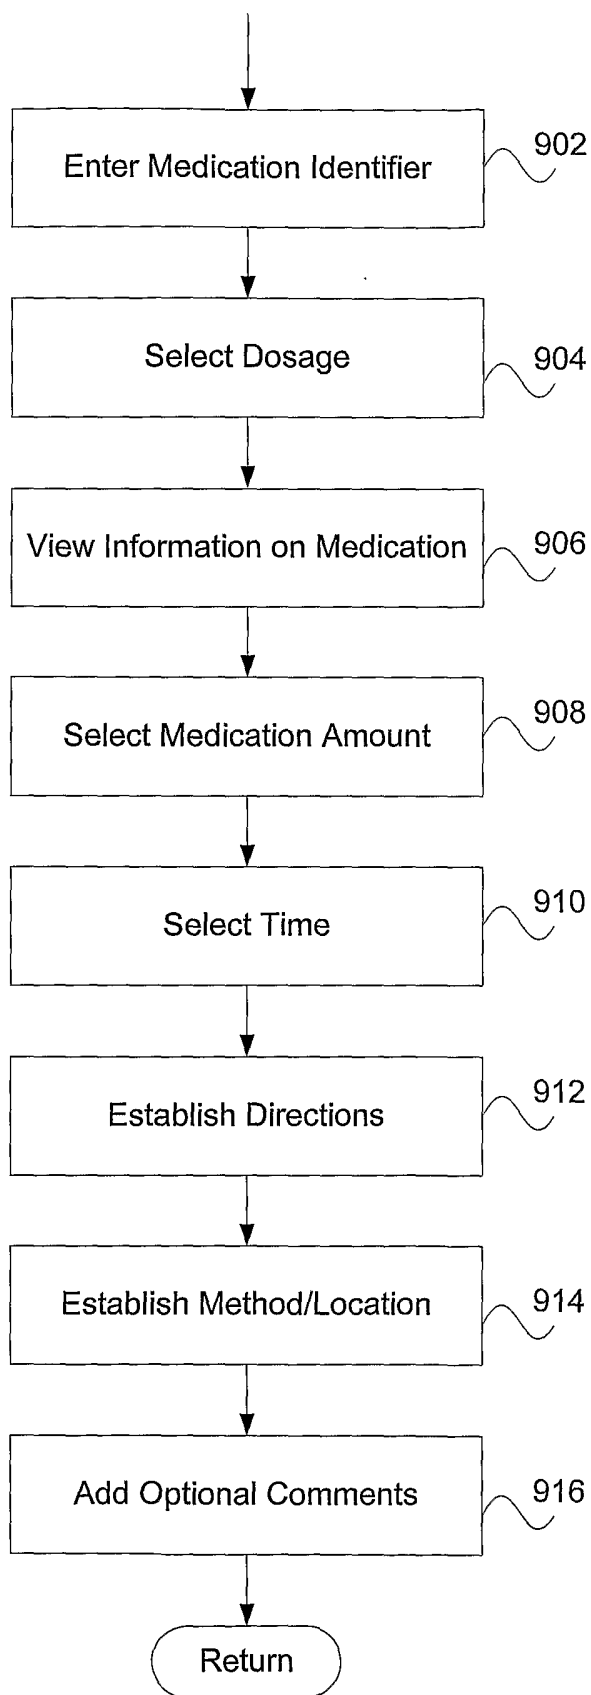 Enter Medication Identifier
902
Select Dosage
904
View Information on Medication
906
Select Medication Amount
908
Select Time
910
Establish Directions
912
Establish Method/Location
914
Add Optional Comments
916
Return